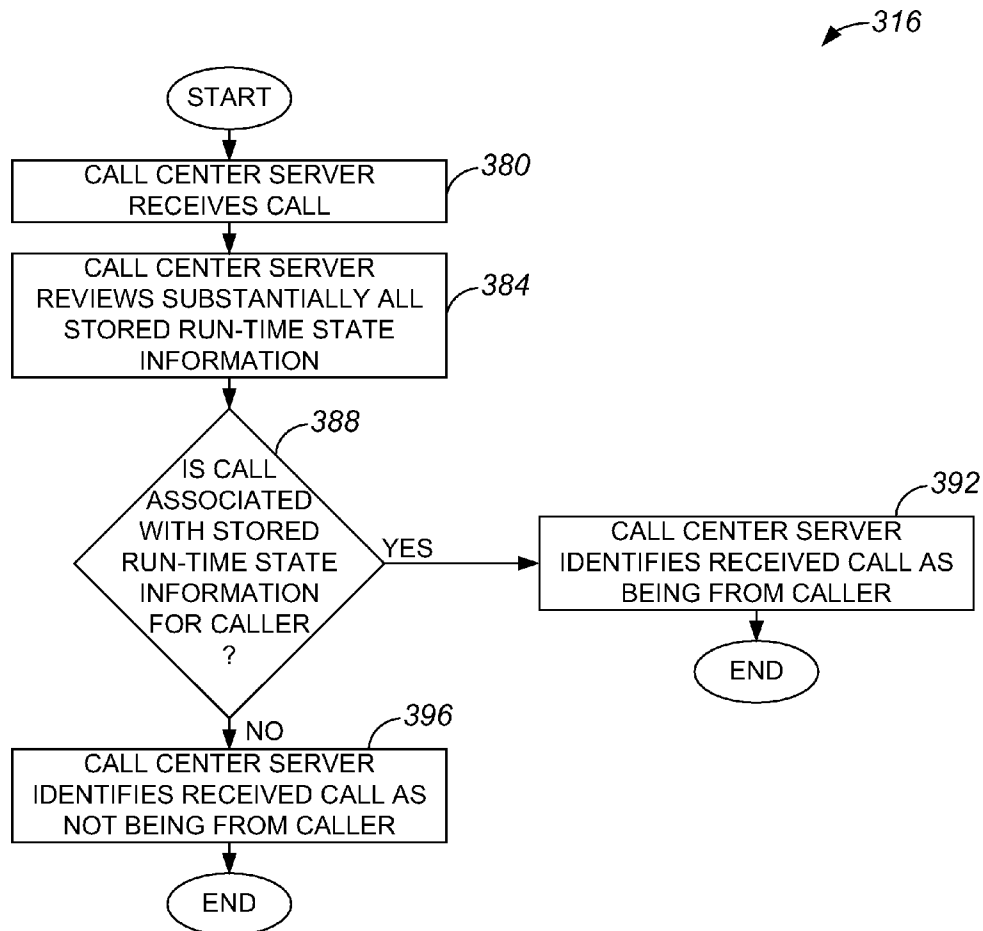 316
START
CALL CENTER SERVER
RECEIVES CALL
380
CALL CENTER SERVER
REVIEWS SUBSTANTIALLY ALL
STORED RUN-TIME STATE
INFORMATION
384
388
IS CALL
ASSOCIATED
WITH STORED
RUN-TIME STATE
INFORMATION
FOR CALLER
?
YES
392
CALL CENTER SERVER
IDENTIFIES RECEIVED CALL AS
BEING FROM CALLER
END
NO
396
CALL CENTER SERVER
IDENTIFIES RECEIVED CALL AS
NOT BEING FROM CALLER
END